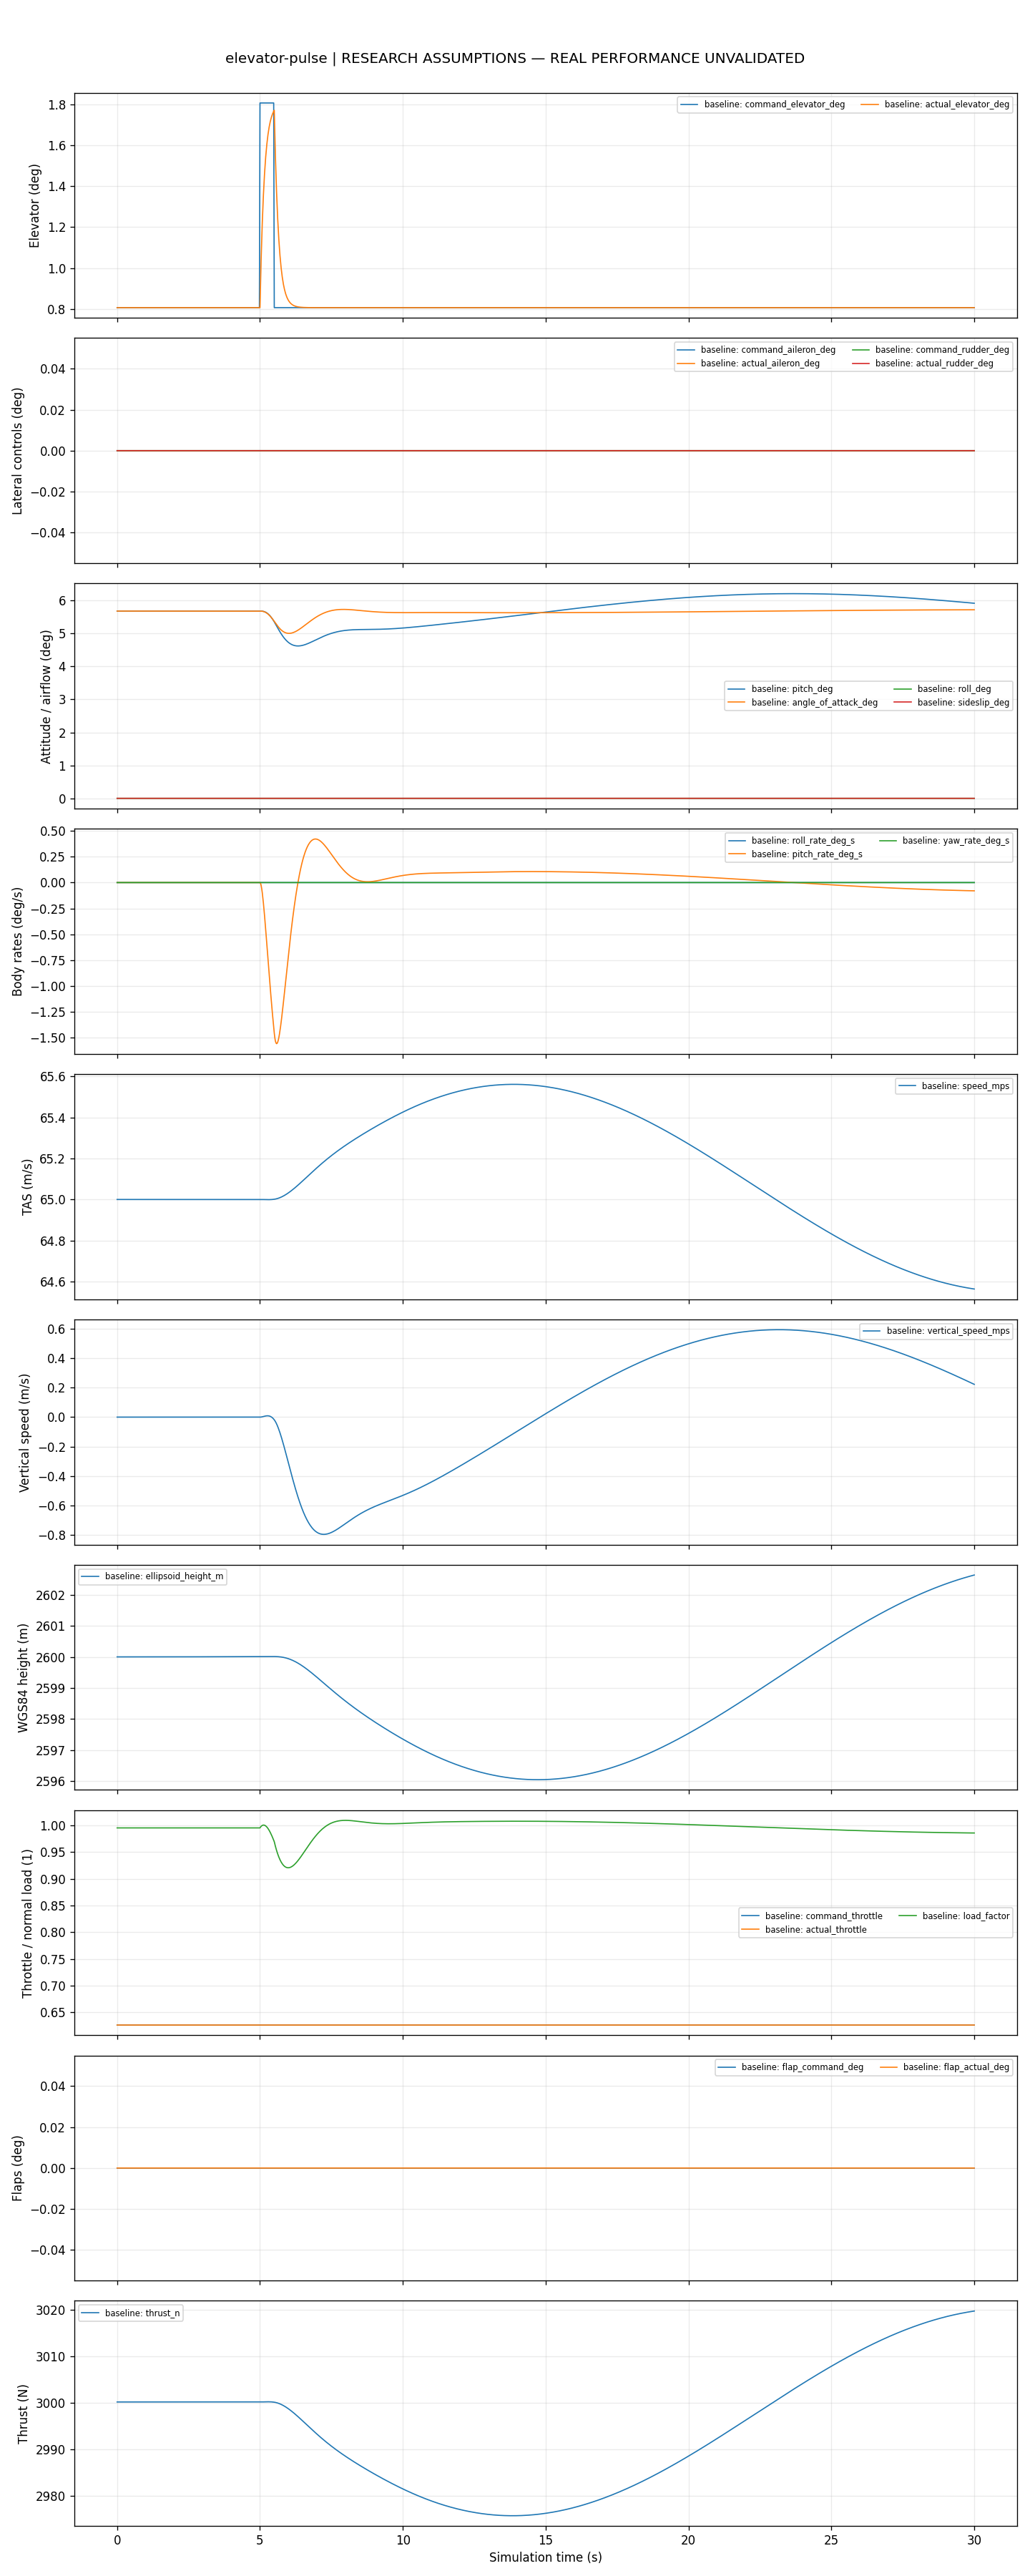 elevator-pulse | RESEARCH ASSUMPTIONS — REAL PERFORMANCE UNVALIDATED
Elevator (deg)
1.8
1.6
1.4
1.2
1.0
0.8
baseline: command_elevator_deg
baseline: actual_elevator_deg
Lateral controls (deg)
0.04
0.02
0.00
−0.02
−0.04
baseline: command_aileron_deg
baseline: actual_aileron_deg
baseline: command_rudder_deg
baseline: actual_rudder_deg
Attitude / airflow (deg)
6
5
4
3
2
1
0
baseline: pitch_deg
baseline: angle_of_attack_deg
baseline: roll_deg
baseline: sideslip_deg
Body rates (deg/s)
0.50
0.25
0.00
−0.25
−0.50
−0.75
−1.00
−1.25
−1.50
baseline: roll_rate_deg_s
baseline: pitch_rate_deg_s
baseline: yaw_rate_deg_s
TAS (m/s)
65.6
65.4
65.2
65.0
64.8
64.6
baseline: speed_mps
Vertical speed (m/s)
0.6
0.4
0.2
0.0
−0.2
−0.4
−0.6
−0.8
baseline: vertical_speed_mps
WGS84 height (m)
2602
2601
2600
2599
2598
2597
2596
baseline: ellipsoid_height_m
Throttle / normal load (1)
1.00
0.95
0.90
0.85
0.80
0.75
0.70
0.65
baseline: command_throttle
baseline: actual_throttle
baseline: load_factor
Flaps (deg)
0.04
0.02
0.00
−0.02
−0.04
baseline: flap_command_deg
baseline: flap_actual_deg
Thrust (N)
3020
3010
3000
2990
2980
baseline: thrust_n
0 5 10 15 20 25 30
Simulation time (s)